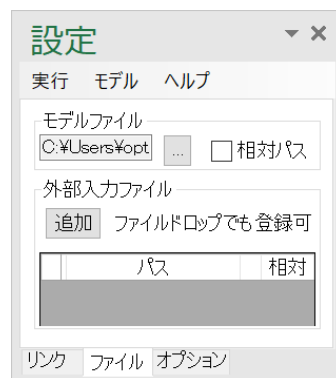 設定
実行 モデル ヘルプ
モデルファイル
C:¥Users¥opt ... 相対パス
外部入力ファイル
追加 ファイルドロップでも登録可
パス 相対
リンク ファイル オプション